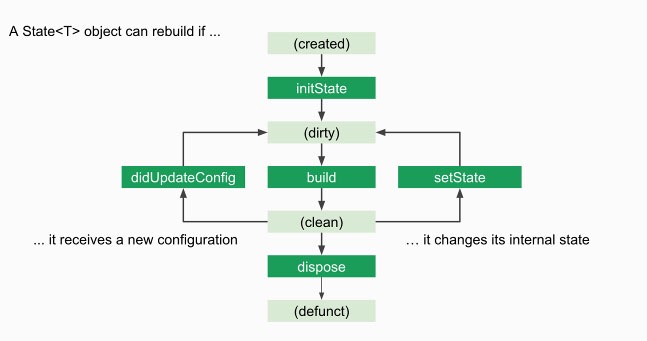 A State<T> object can rebuild if ...
(created)
initState
(dirty)
didUpdateConfig
build
setState
(clean)
... it receives a new configuration
… it changes its internal state
dispose
(defunct)